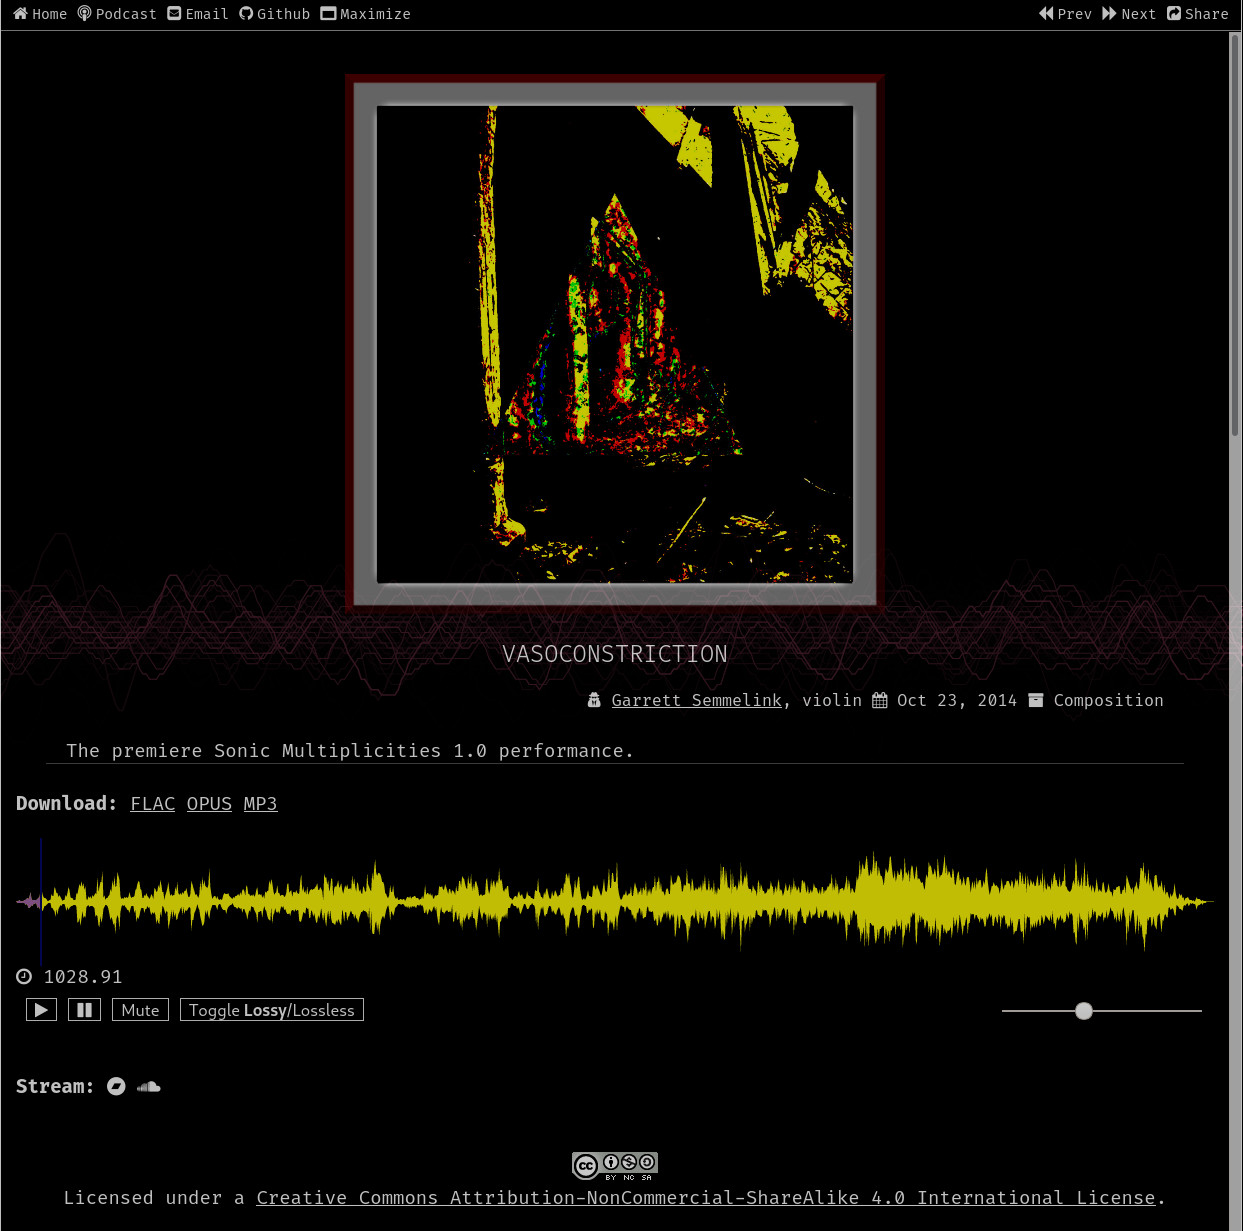 Home Podcast Email Github Maximize Prev Next Share
VASOCONSTRICTION
Garrett Semmelink, violin Oct 23, 2014 Composition
The premiere Sonic Multiplicities 1.0 performance.
Download: FLAC OPUS MP3
1028.91
Mute Toggle Lossy/Lossless
Stream:
cc BY NC SA
Licensed under a Creative Commons Attribution-NonCommercial-ShareAlike 4.0 International License.